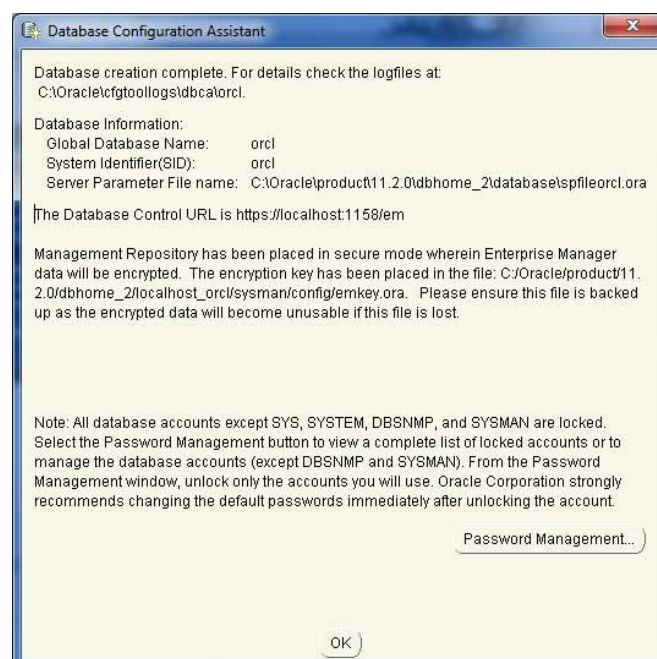 Database Configuration Assistant
Database creation complete. For details check the logfiles at:
C:\Oracle\cfgtoollogs\dbca\orcl.
Database Information:
Global Database Name: orcl
System Identifier(SID): orcl
Server Parameter File name: C:\Oracle\product\11.2.0\dbhome_2\database\spfileorcl.ora
The Database Control URL is https://localhost:1158/em
Management Repository has been placed in secure mode wherein Enterprise Manager
data will be encrypted. The encryption key has been placed in the file: C:/Oracle/product/11.
2.0/dbhome_2/localhost_orcl/sysman/config/emkey.ora. Please ensure this file is backed
up as the encrypted data will become unusable if this file is lost.
Note: All database accounts except SYS, SYSTEM, DBSNMP, and SYSMAN are locked.
Select the Password Management button to view a complete list of locked accounts or to
manage the database accounts (except DBSNMP and SYSMAN). From the Password
Management window, unlock only the accounts you will use. Oracle Corporation strongly
recommends changing the default passwords immediately after unlocking the account.
Password Management...
OK